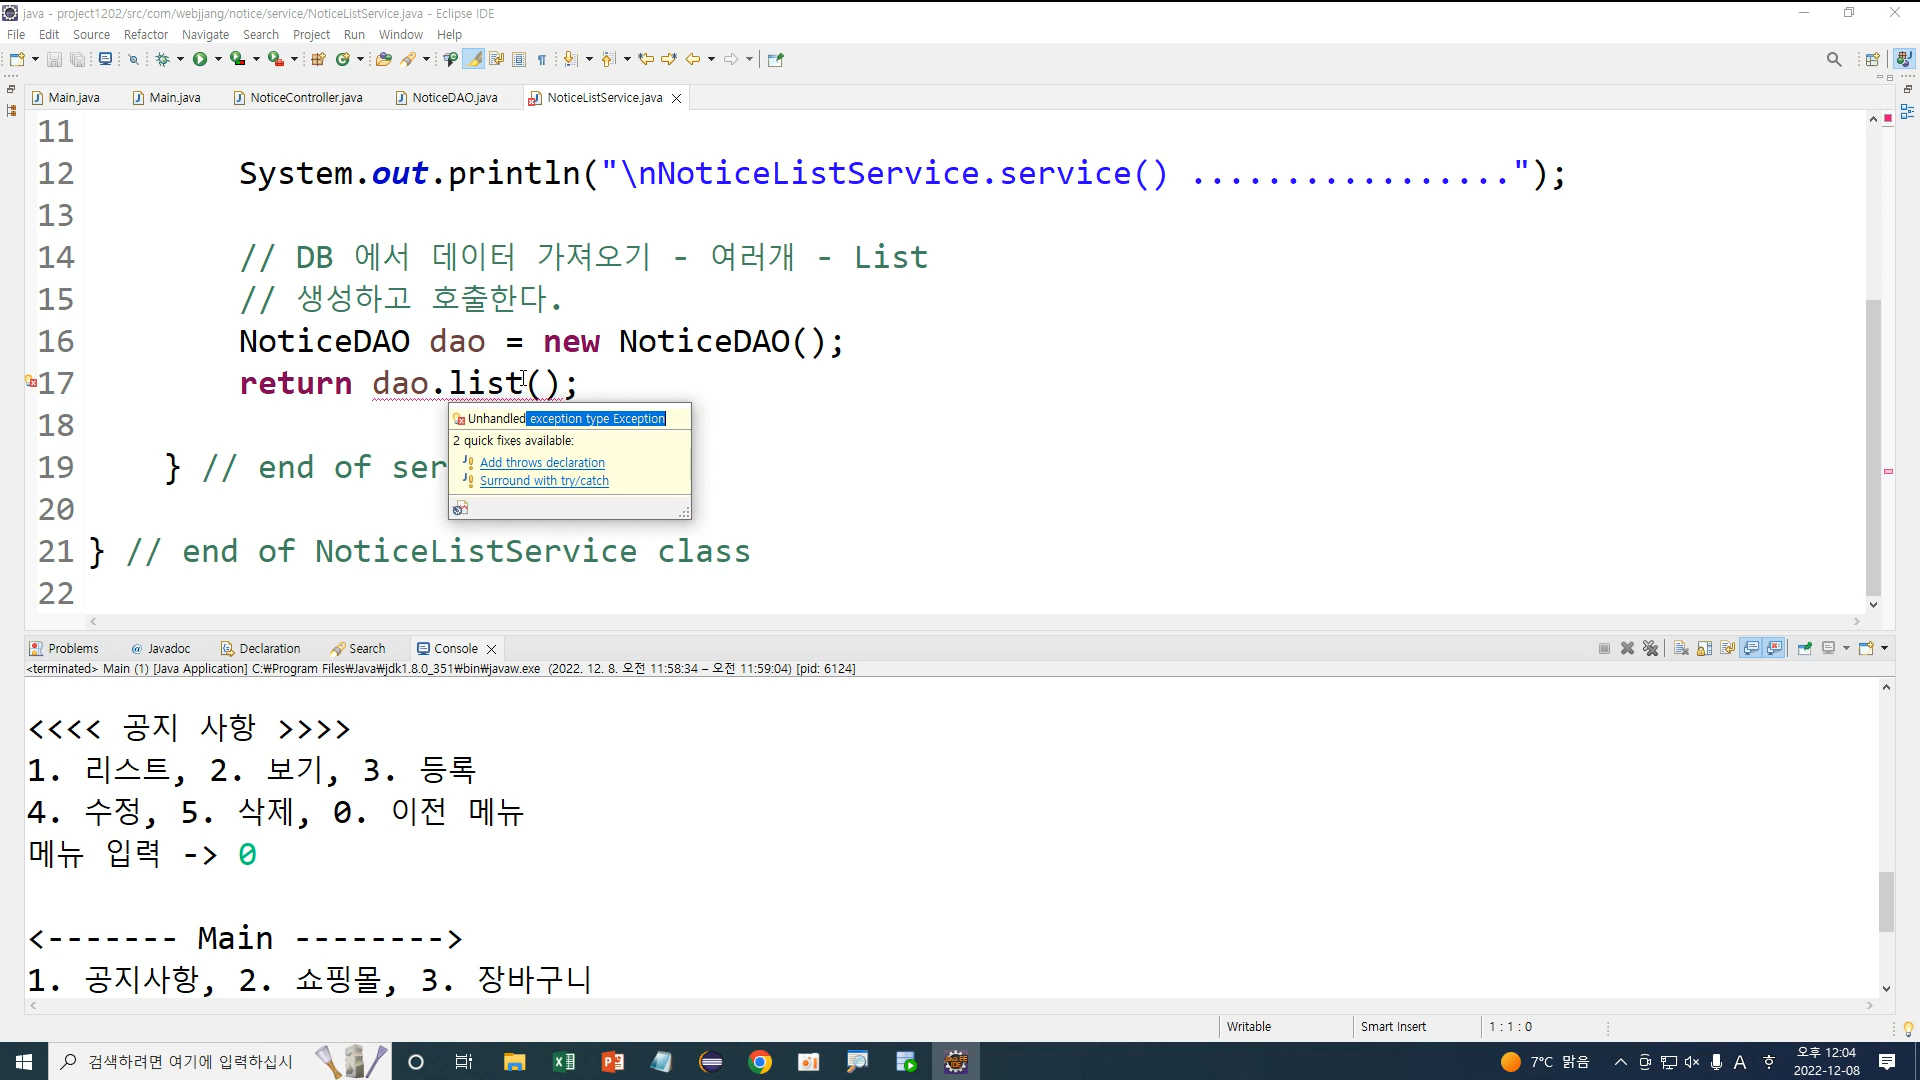 java - project1202/src/com/webjjang/notice/service/NoticeListService.java - Eclipse IDE
File Edit Source Refactor Navigate Search Project Run Window Help
Main.java Main.java NoticeController.java NoticeDAO.java NoticeListService.java
11
12 System.out.println("\nNoticeListService.service() .................");
13
14 // DB 에서 데이터 가져오기 - 여러개 - List
15 // 생성하고 호출한다.
16 NoticeDAO dao = new NoticeDAO();
17 return dao.list();
18
Unhandled exception type Exception
2 quick fixes available:
Add throws declaration
Surround with try/catch
19 } // end of ser
20
21 } // end of NoticeListService class
22
Problems @ Javadoc Declaration Search Console
<terminated> Main (1) [Java Application] C:₩Program Files₩Java₩jdk1.8.0_351₩bin₩javaw.exe (2022. 12. 8. 오전 11:58:34 – 오전 11:59:04) [pid: 6124]
<<<< 공지 사항 >>>>
1. 리스트, 2. 보기, 3. 등록
4. 수정, 5. 삭제, 0. 이전 메뉴
메뉴 입력 -> 0
<------- Main -------->
1. 공지사항, 2. 쇼핑몰, 3. 장바구니
Writable Smart Insert 1 : 1 : 0
검색하려면 여기에 입력하십시
7°C 맑음
A 후
오후 12:04
2022-12-08